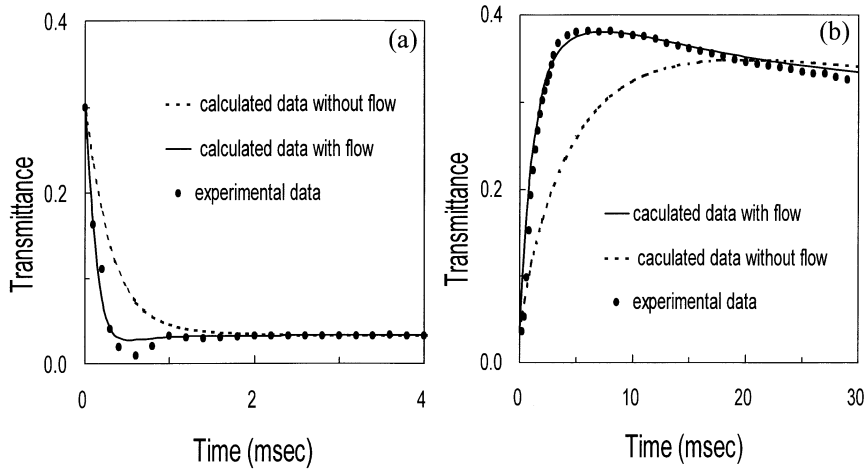 0.4
(a)
calculated data without flow
calculated data with flow
experimental data
0.2
0.0
0
2
4
Transmittance
Time (msec)
0.4
(b)
0.2
caculated data with flow
caculated data without flow
experimental data
0.0
0
10
20
30
Transmittance
Time (msec)